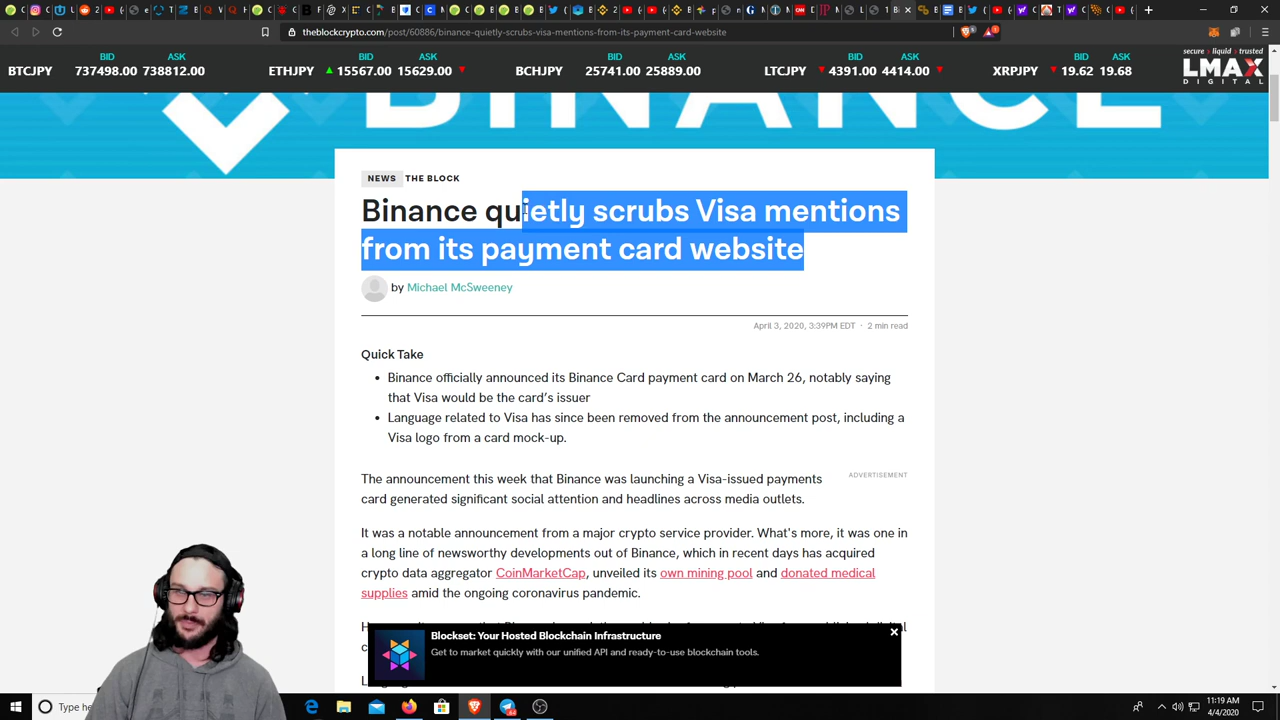 theblockcrypto.com/post/60886/binance-quietly-scrubs-visa-mentions-from-its-payment-card-website
BID ASK BID ASK BID ASK BID ASK BID ASK
BTCJPY 737498.00 738812.00 ETHJPY 15567.00 15629.00 BCHJPY 25741.00 25889.00 LTCJPY 4391.00 4414.00 XRPJPY 19.62 19.68
secure liquid trusted
LMAX
DIGITAL
BINANCE
NEWS THE BLOCK
Binance quietly scrubs Visa mentions
from its payment card website
by Michael McSweeney
April 3, 2020, 3:39PM EDT · 2 min read
Quick Take
• Binance officially announced its Binance Card payment card on March 26, notably saying
that Visa would be the card's issuer
• Language related to Visa has since been removed from the announcement post, including a
Visa logo from a card mock-up.
The announcement this week that Binance was launching a Visa-issued payments
card generated significant social attention and headlines across media outlets.
ADVERTISEMENT
It was a notable announcement from a major crypto service provider. What's more, it was one in
a long line of newsworthy developments out of Binance, which in recent days has acquired
crypto data aggregator CoinMarketCap, unveiled its own mining pool and donated medical
supplies amid the ongoing coronavirus pandemic.
Blockset: Your Hosted Blockchain Infrastructure
Get to market quickly with our unified API and ready-to-use blockchain tools.
Type he
11:19 AM
4/4/2020